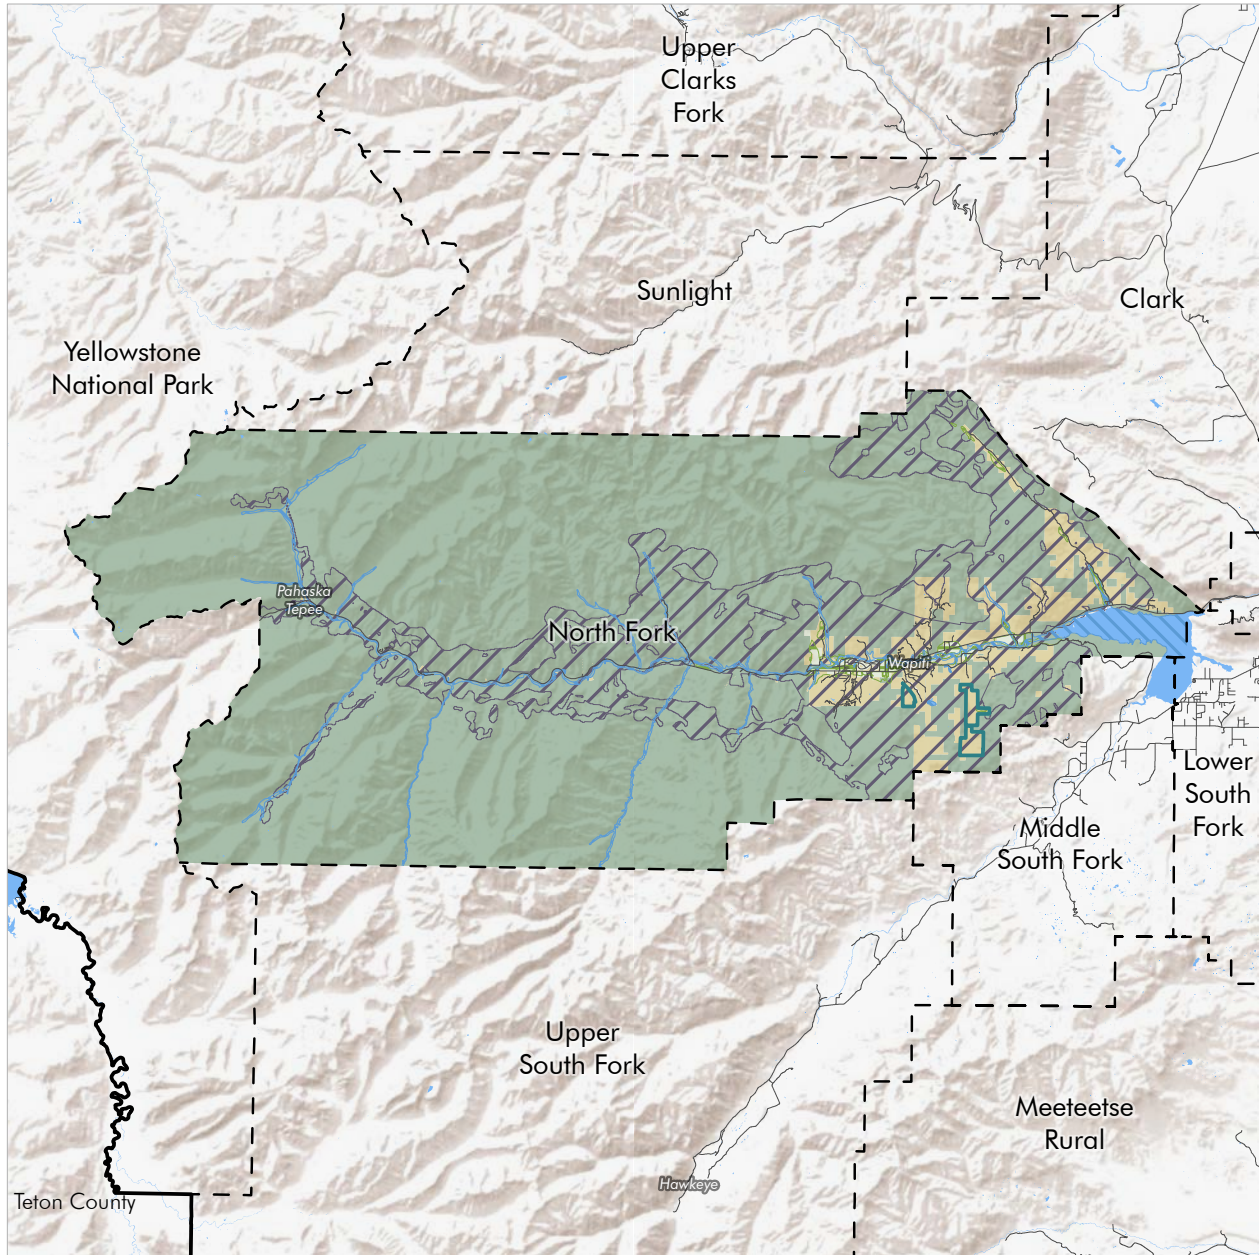 Upper
Clarks
Fork
Sunlight
Clark
Yellowstone
National Park
Pahaska
Tepee
North Fork
Wapiti
Lower
South
Fork
Middle
South Fork
Upper
South Fork
Meeteetse
Rural
Hawkeye
Teton County